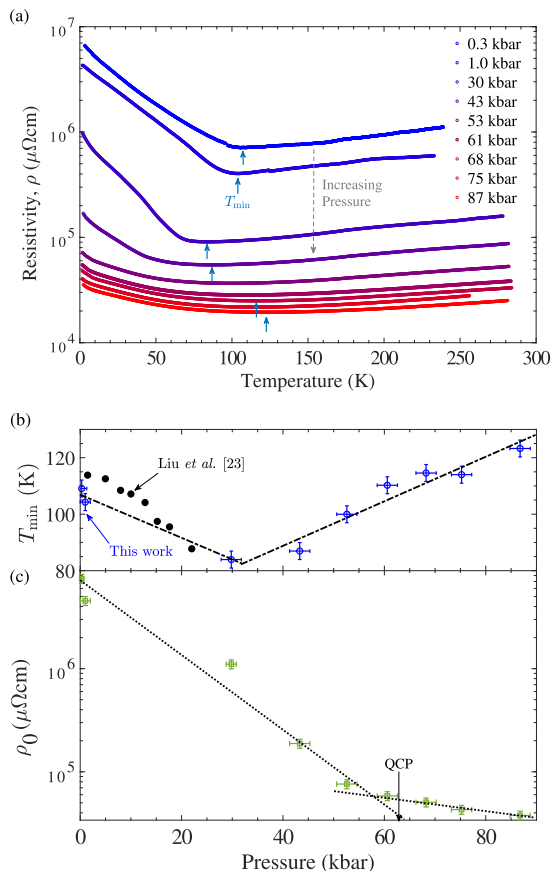 (a)
10^7
10^6
10^5
10^4
Resistivity, ρ (μΩcm)
0.3 kbar
1.0 kbar
30 kbar
43 kbar
53 kbar
61 kbar
68 kbar
75 kbar
87 kbar
T_min
Increasing
Pressure
0 50 100 150 200 250 300
Temperature (K)
(b)
120
100
80
T_min (K)
Liu et al. [23]
This work
(c)
10^6
10^5
ρ_0 (μΩcm)
QCP
0 20 40 60 80
Pressure (kbar)